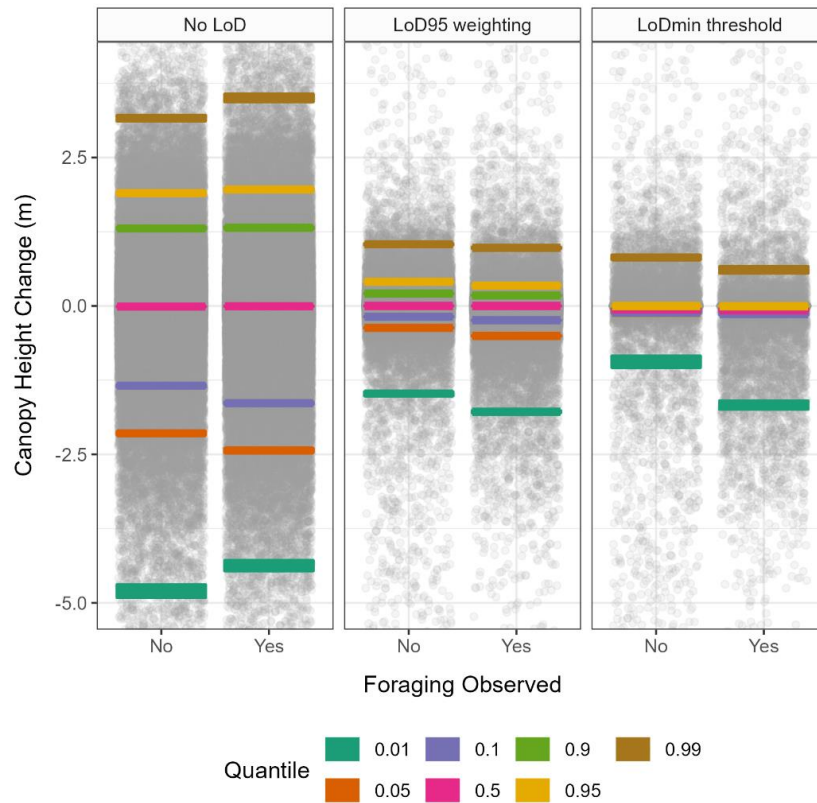 No LoD
LoD95 weighting
LoDmin threshold
Canopy Height Change (m)
2.5
0.0
-2.5
-5.0
No
Yes
No
Yes
No
Yes
Foraging Observed
Quantile
0.01
0.1
0.9
0.99
0.05
0.5
0.95